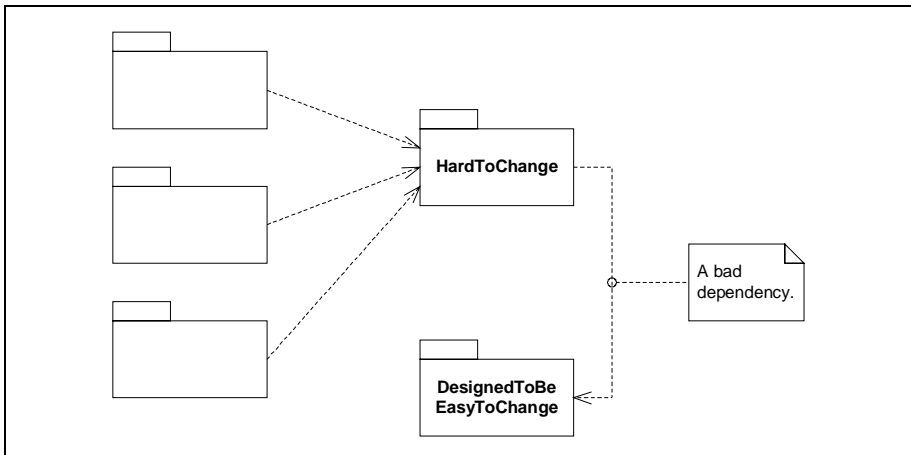 HardToChange
A bad
dependency.
DesignedToBe
EasyToChange